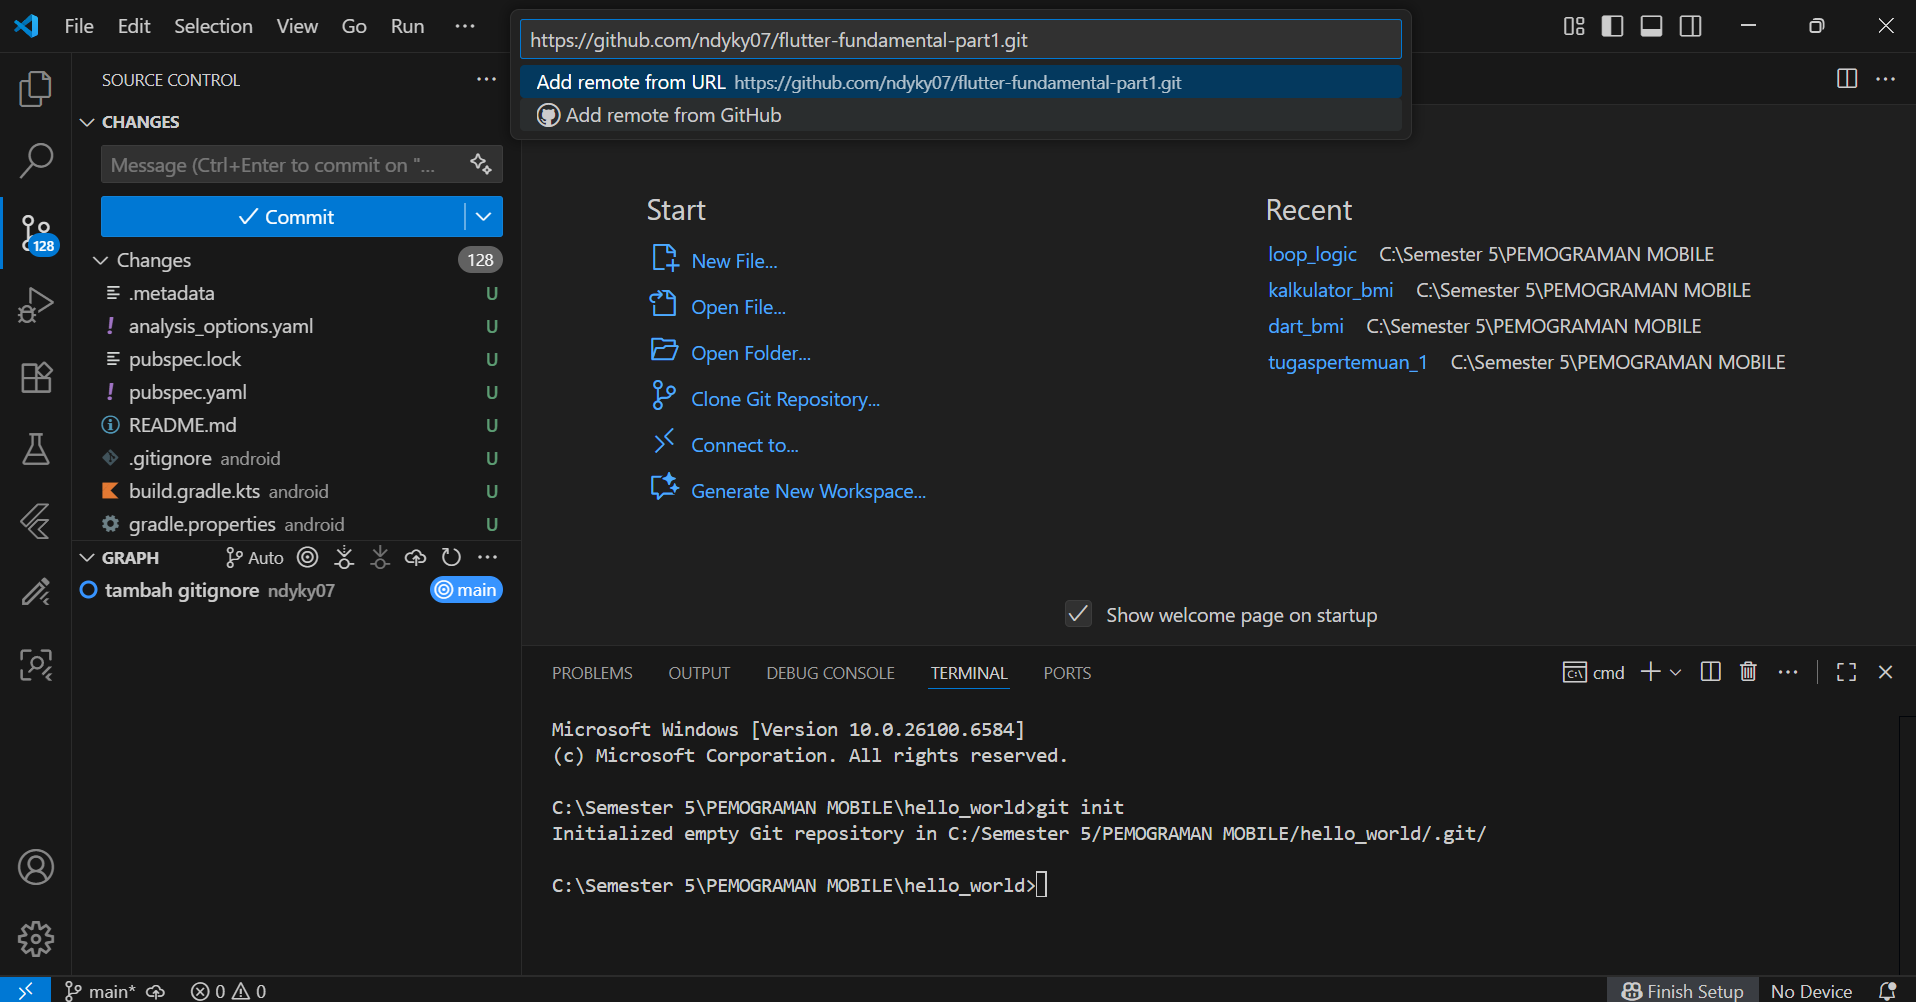 File Edit Selection View Go Run
https://github.com/ndyky07/flutter-fundamental-part1.git
Add remote from URL https://github.com/ndyky07/flutter-fundamental-part1.git
Add remote from GitHub
SOURCE CONTROL
CHANGES
Message (Ctrl+Enter to commit on "...
Commit
Changes 128
128
.metadata U
analysis_options.yaml U
pubspec.lock U
pubspec.yaml U
README.md U
.gitignore android U
build.gradle.kts android U
gradle.properties android U
GRAPH Auto
tambah gitignore ndyky07 main
Start
New File...
Open File...
Open Folder...
Clone Git Repository...
Connect to...
Generate New Workspace...
Recent
loop_logic C:\Semester 5\PEMOGRAMAN MOBILE
kalkulator_bmi C:\Semester 5\PEMOGRAMAN MOBILE
dart_bmi C:\Semester 5\PEMOGRAMAN MOBILE
tugaspertemuan_1 C:\Semester 5\PEMOGRAMAN MOBILE
Show welcome page on startup
PROBLEMS OUTPUT DEBUG CONSOLE TERMINAL PORTS
cmd
Microsoft Windows [Version 10.0.26100.6584]
(c) Microsoft Corporation. All rights reserved.
C:\Semester 5\PEMOGRAMAN MOBILE\hello_world>git init
Initialized empty Git repository in C:/Semester 5/PEMOGRAMAN MOBILE/hello_world/.git/
C:\Semester 5\PEMOGRAMAN MOBILE\hello_world>
main* 0 0
Finish Setup No Device